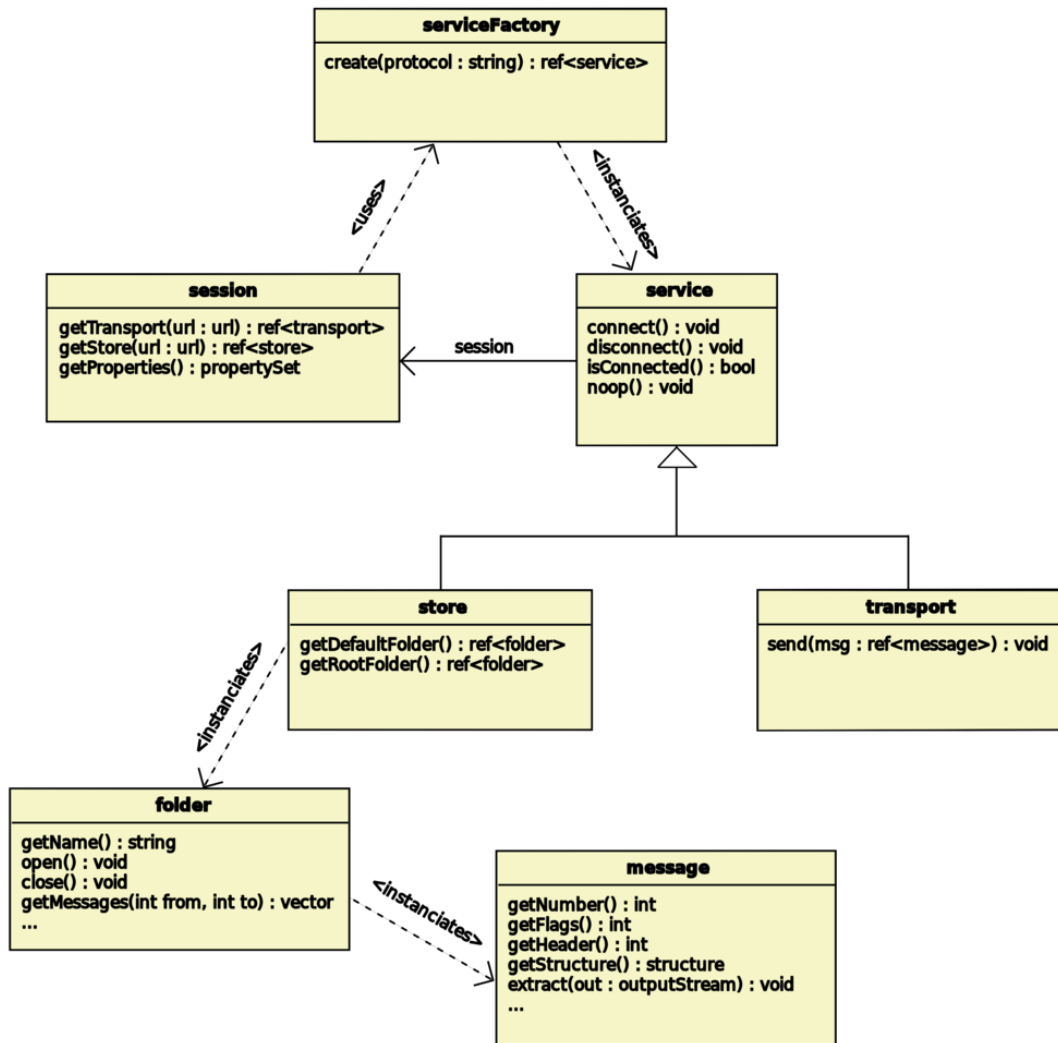 serviceFactory
create(protocol : string) : ref<service>
<uses>
<instanciates>
session
getTransport(url : url) : ref<transport>
getStore(url : url) : ref<store>
getProperties() : propertySet
session
service
connect() : void
disconnect() : void
isConnected() : bool
noop() : void
store
getDefaultFolder() : ref<folder>
getRootFolder() : ref<folder>
transport
send(msg : ref<message>) : void
<instanciates>
folder
getName() : string
open() : void
close() : void
getMessages(int from, int to) : vector
...
<instanciates>
message
getNumber() : int
getFlags() : int
getHeader() : int
getStructure() : structure
extract(out : outputStream) : void
...